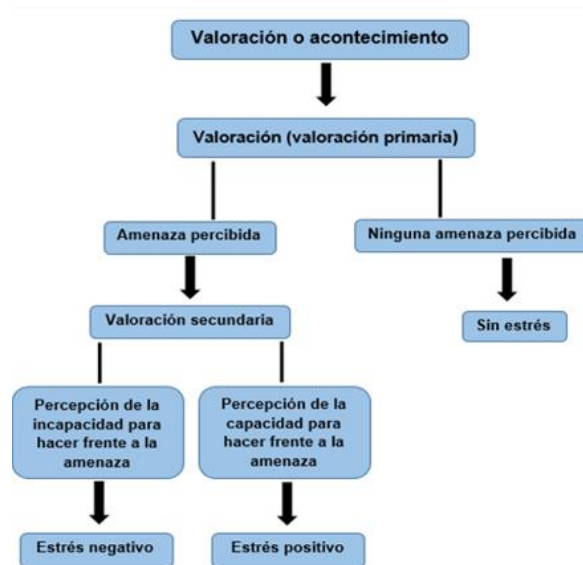 Valoración o acontecimiento
Valoración (valoración primaria)
Amenaza percibida
Ninguna amenaza percibida
Valoración secundaria
Sin estrés
Percepción de la
incapacidad para
hacer frente a la
amenaza
Percepción de la
capacidad para
hacer frente a la
amenaza
Estrés negativo
Estrés positivo